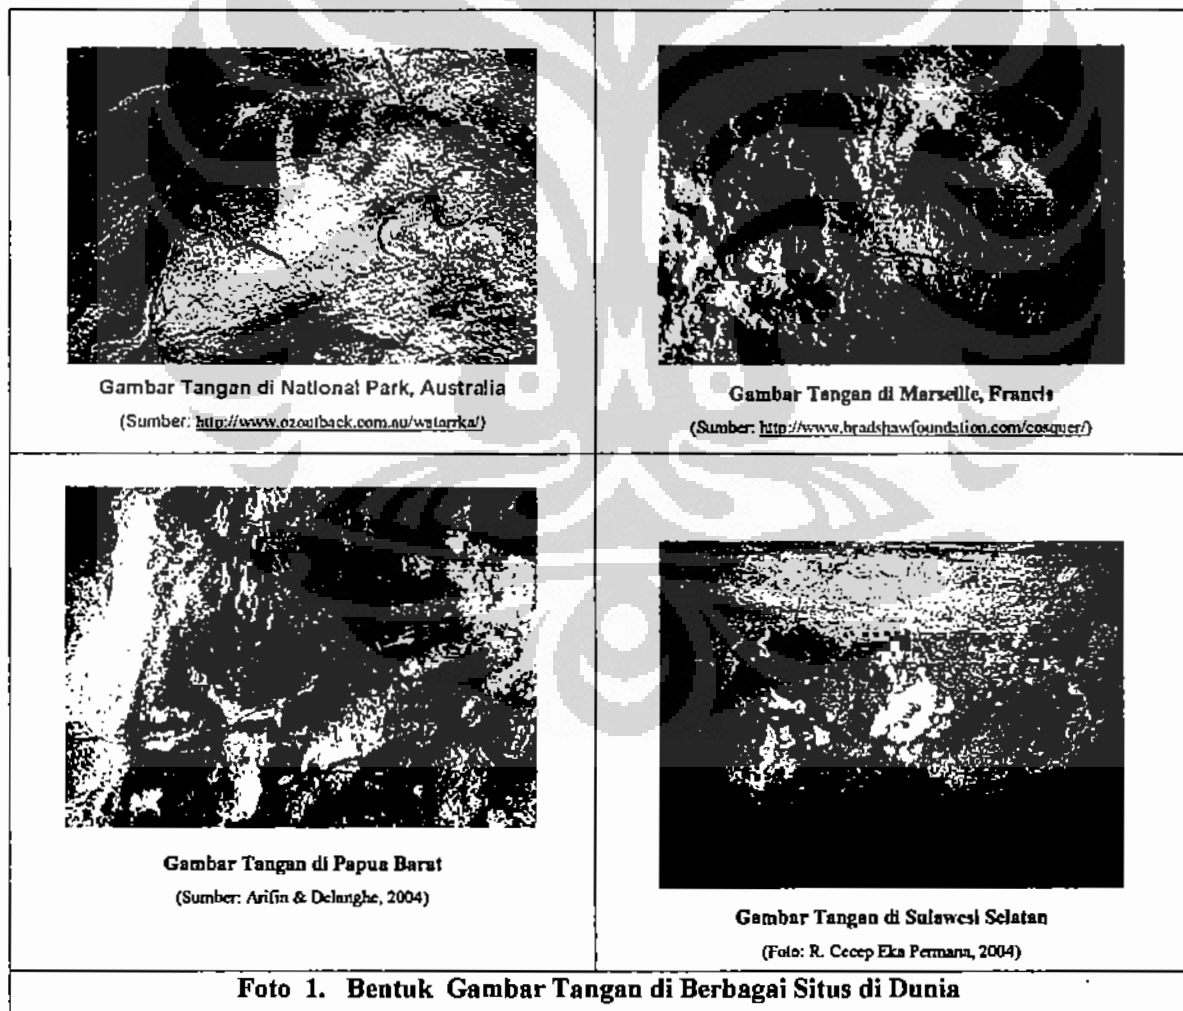 Gambar Tangan di National Park, Australia
(Sumber: http://www.ozoutback.com.au/watarrka/)
Gambar Tangan di Marseille, Francis
(Sumber: http://www.bradshawfoundation.com/cosquer/)
Gambar Tangan di Papua Barat
(Sumber: Arifin & Delanghe, 2004)
Gambar Tangan di Sulawesi Selatan
(Foto: R. Cecep Eka Permana, 2004)
Foto 1. Bentuk Gambar Tangan di Berbagai Situs di Dunia